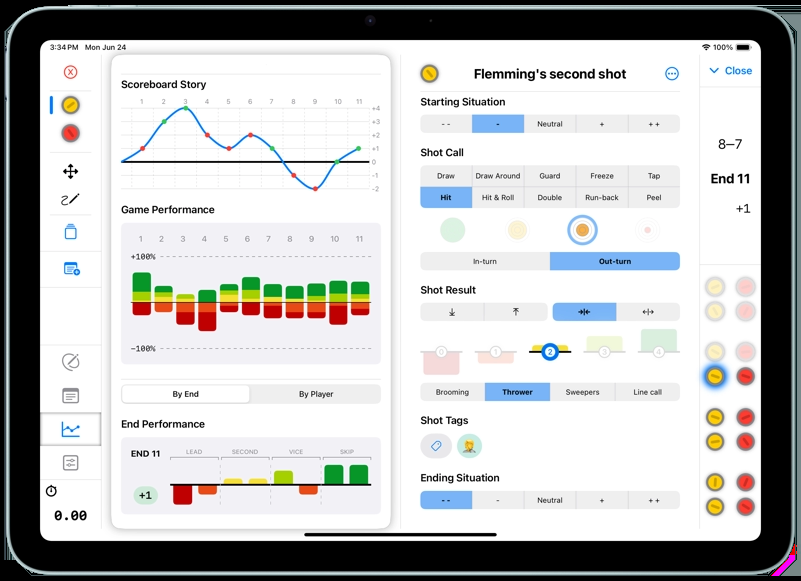 3:34 PM Mon Jun 24
100%
Scoreboard Story
1 2 3 4 5 6 7 8 9 10 11
+4
+3
+2
+1
0
-1
-2
Game Performance
1 2 3 4 5 6 7 8 9 10 11
+100%
-100%
By End By Player
End Performance
END 11 LEAD SECOND VICE SKIP
+1
0.00
Flemming's second shot
Starting Situation
- - - Neutral + + +
Shot Call
Draw Draw Around Guard Freeze Tap
Hit Hit & Roll Double Run-back Peel
In-turn Out-turn
Shot Result
0 1 2 3 4
Brooming Thrower Sweepers Line call
Shot Tags
Ending Situation
- - - Neutral + + +
Close
8–7
End 11
+1